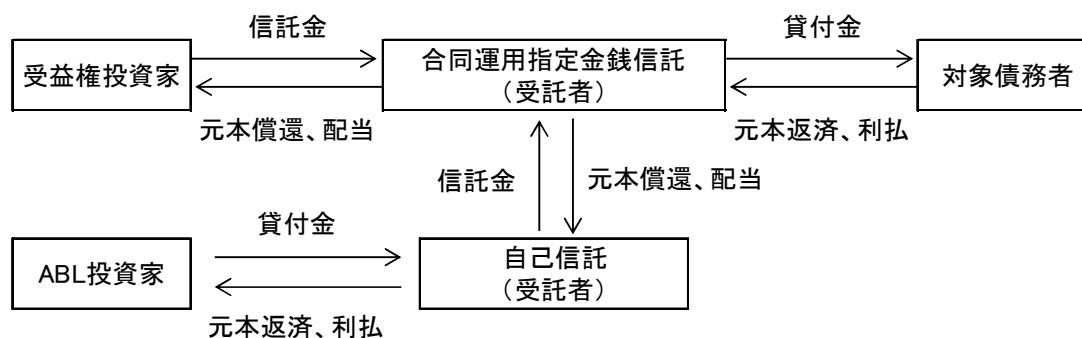 信託金
貸付金
受益権投資家
合同運用指定金銭信託
（受託者）
対象債務者
元本償還、配当
元本返済、利払
信託金
元本償還、配当
貸付金
ABL投資家
自己信託
（受託者）
元本返済、利払